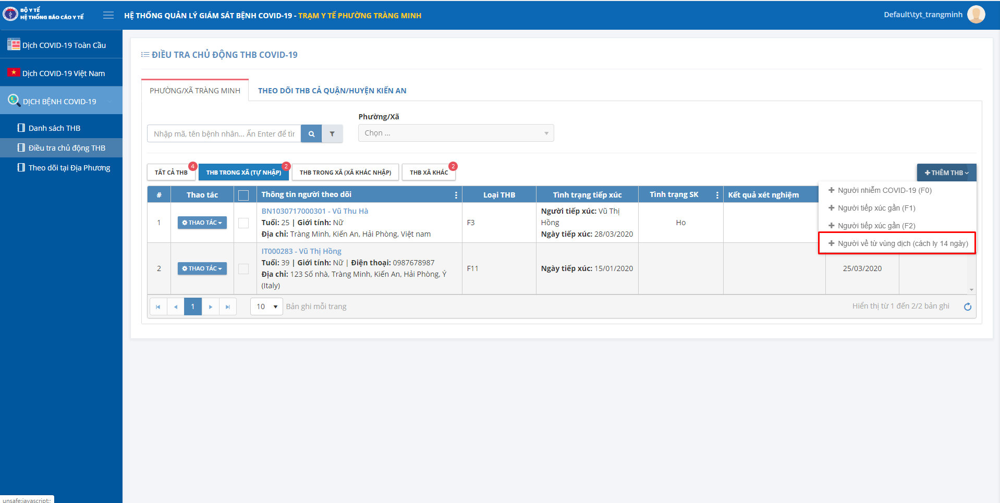 BỘ Y TẾ
HỆ THỐNG BÁO CÁO Y TẾ
HỆ THỐNG QUẢN LÝ GIÁM SÁT BỆNH COVID-19 - TRẠM Y TẾ PHƯỜNG TRÀNG MINH
Default\tyt_trangminh
Dịch COVID-19 Toàn Cầu
Dịch COVID-19 Việt Nam
DỊCH BỆNH COVID-19
Danh sách THB
Điều tra chủ động THB
Theo dõi tại Địa Phương
ĐIỀU TRA CHỦ ĐỘNG THB COVID-19
PHƯỜNG/XÃ TRÀNG MINH
THEO DÕI THB CẢ QUẬN/HUYỆN KIẾN AN
Phường/Xã
Nhập mã, tên bệnh nhân... Ấn Enter để tìr
Chọn ...
TẤT CẢ THB 4
THB TRONG XÃ (TỰ NHẬP) 2
THB TRONG XÃ (XÃ KHÁC NHẬP)
THB XÃ KHÁC 2
THÊM THB
Người nhiễm COVID-19 (F0)
Người tiếp xúc gần (F1)
Người tiếp xúc gần (F2)
Người về từ vùng dịch (cách ly 14 ngày)
# Thao tác Thông tin người theo dõi Loại THB Tình trạng tiếp xúc Tình trạng SK Kết quả xét nghiệm
1
THAO TÁC
BN1030717000301 - Vũ Thu Hà
Tuổi: 25 | Giới tính: Nữ
Địa chỉ: Tràng Minh, Kiến An, Hải Phòng, Việt nam
F3
Người tiếp xúc: Vũ Thị
Hồng
Ngày tiếp xúc: 28/03/2020
Ho
2
THAO TÁC
IT000283 - Vũ Thị Hồng
Tuổi: 39 | Giới tính: Nữ | Điện thoại: 0987678987
Địa chỉ: 123 Số nhà, Tràng Minh, Kiến An, Hải Phòng, Ý
(Italy)
F11
Ngày tiếp xúc: 15/01/2020
25/03/2020
1
10
Bản ghi mỗi trang
Hiển thị từ 1 đến 2/2 bản ghi
unsafe:javascript:;